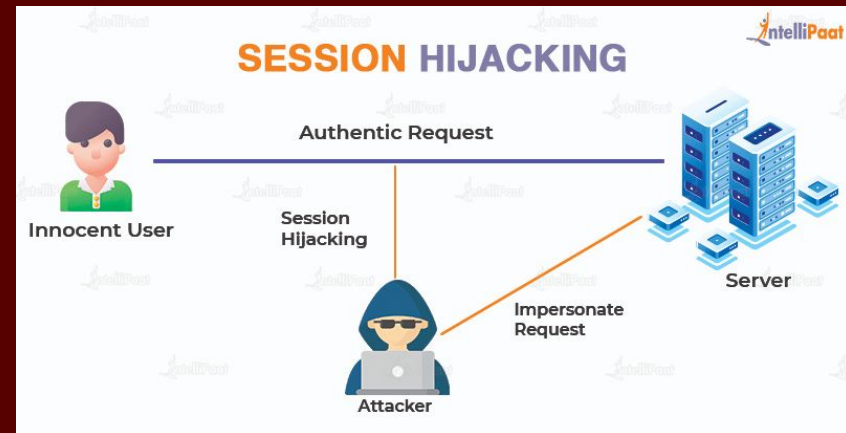 IntelliPaat
SESSION HIJACKING
Authentic Request
Innocent User
Session
Hijacking
Server
Impersonate
Request
Attacker